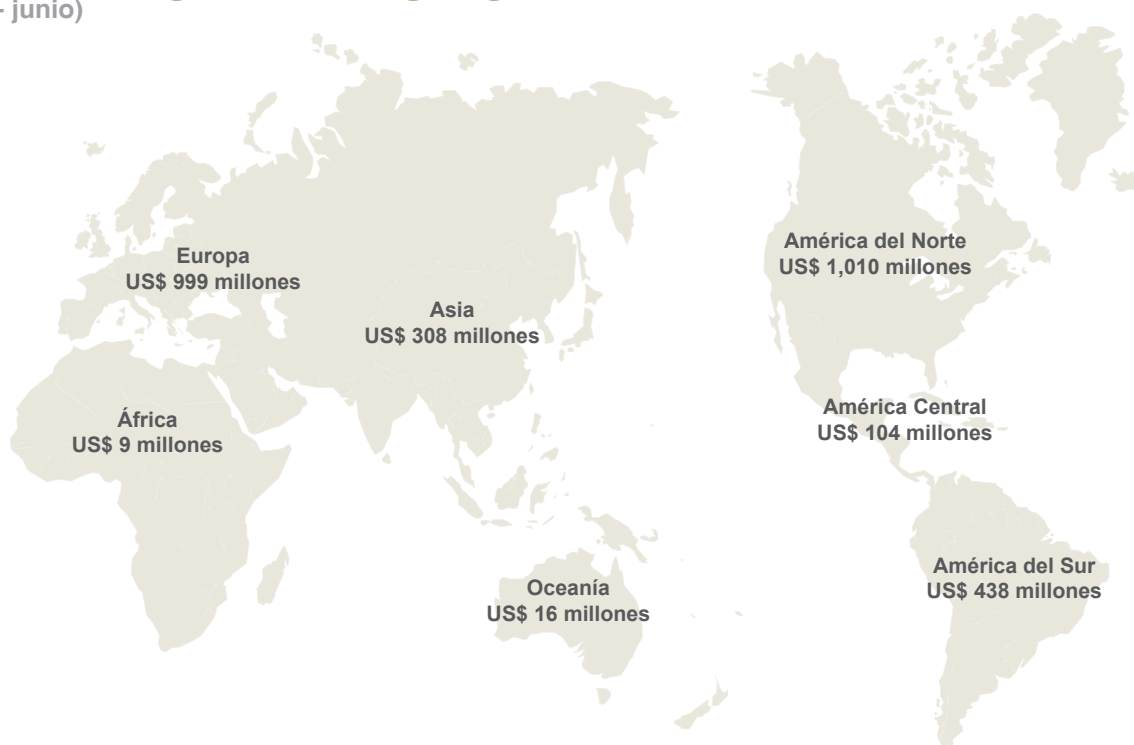 - junio)
América del Norte
US$ 1,010 millones
Europa
US$ 999 millones
Asia
US$ 308 millones
América Central
US$ 104 millones
África
US$ 9 millones
América del Sur
US$ 438 millones
Oceanía
US$ 16 millones